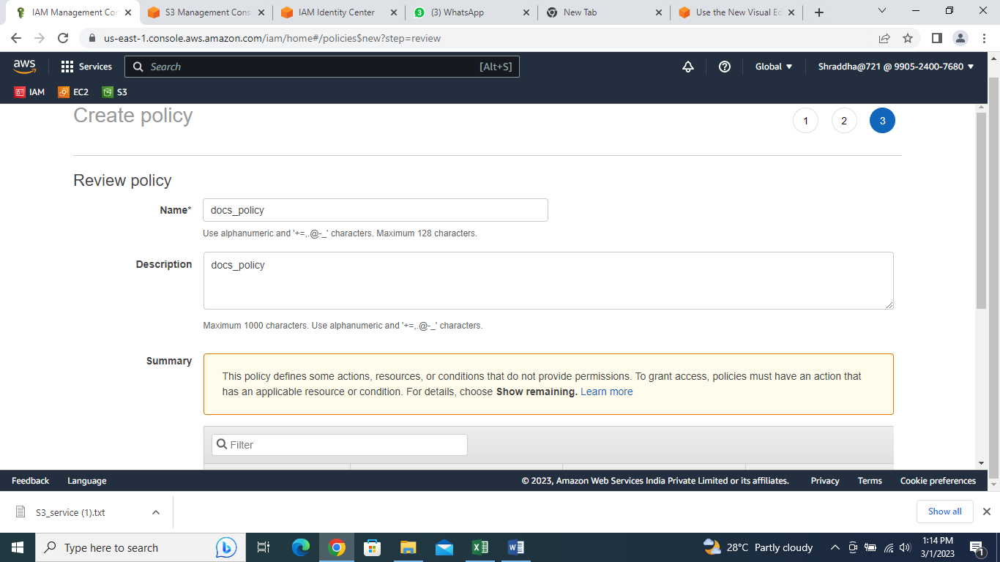 IAM Management Con
S3 Management Cons
IAM Identity Center
(3) WhatsApp
New Tab
Use the New Visual Ed
us-east-1.console.aws.amazon.com/iam/home#/policies$new?step=review
aws
Services
Search
[Alt+S]
Global
Shraddha@721 @ 9905-2400-7680
IAM
EC2
S3
Create policy
1
2
3
Review policy
Name*
docs_policy
Use alphanumeric and '+=,.@-_' characters. Maximum 128 characters.
Description
docs_policy
Maximum 1000 characters. Use alphanumeric and '+=,.@-_' characters.
Summary
This policy defines some actions, resources, or conditions that do not provide permissions. To grant access, policies must have an action that
has an applicable resource or condition. For details, choose Show remaining. Learn more
Filter
Feedback
Language
© 2023, Amazon Web Services India Private Limited or its affiliates.
Privacy
Terms
Cookie preferences
S3_service (1).txt
Show all
Type here to search
28°C Partly cloudy
1:14 PM
3/1/2023
1